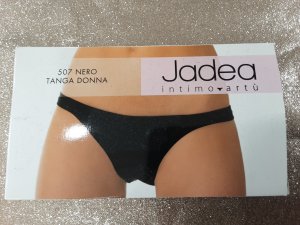 507 NERO
TANGA DONNA
Jadea
intimo♥artù